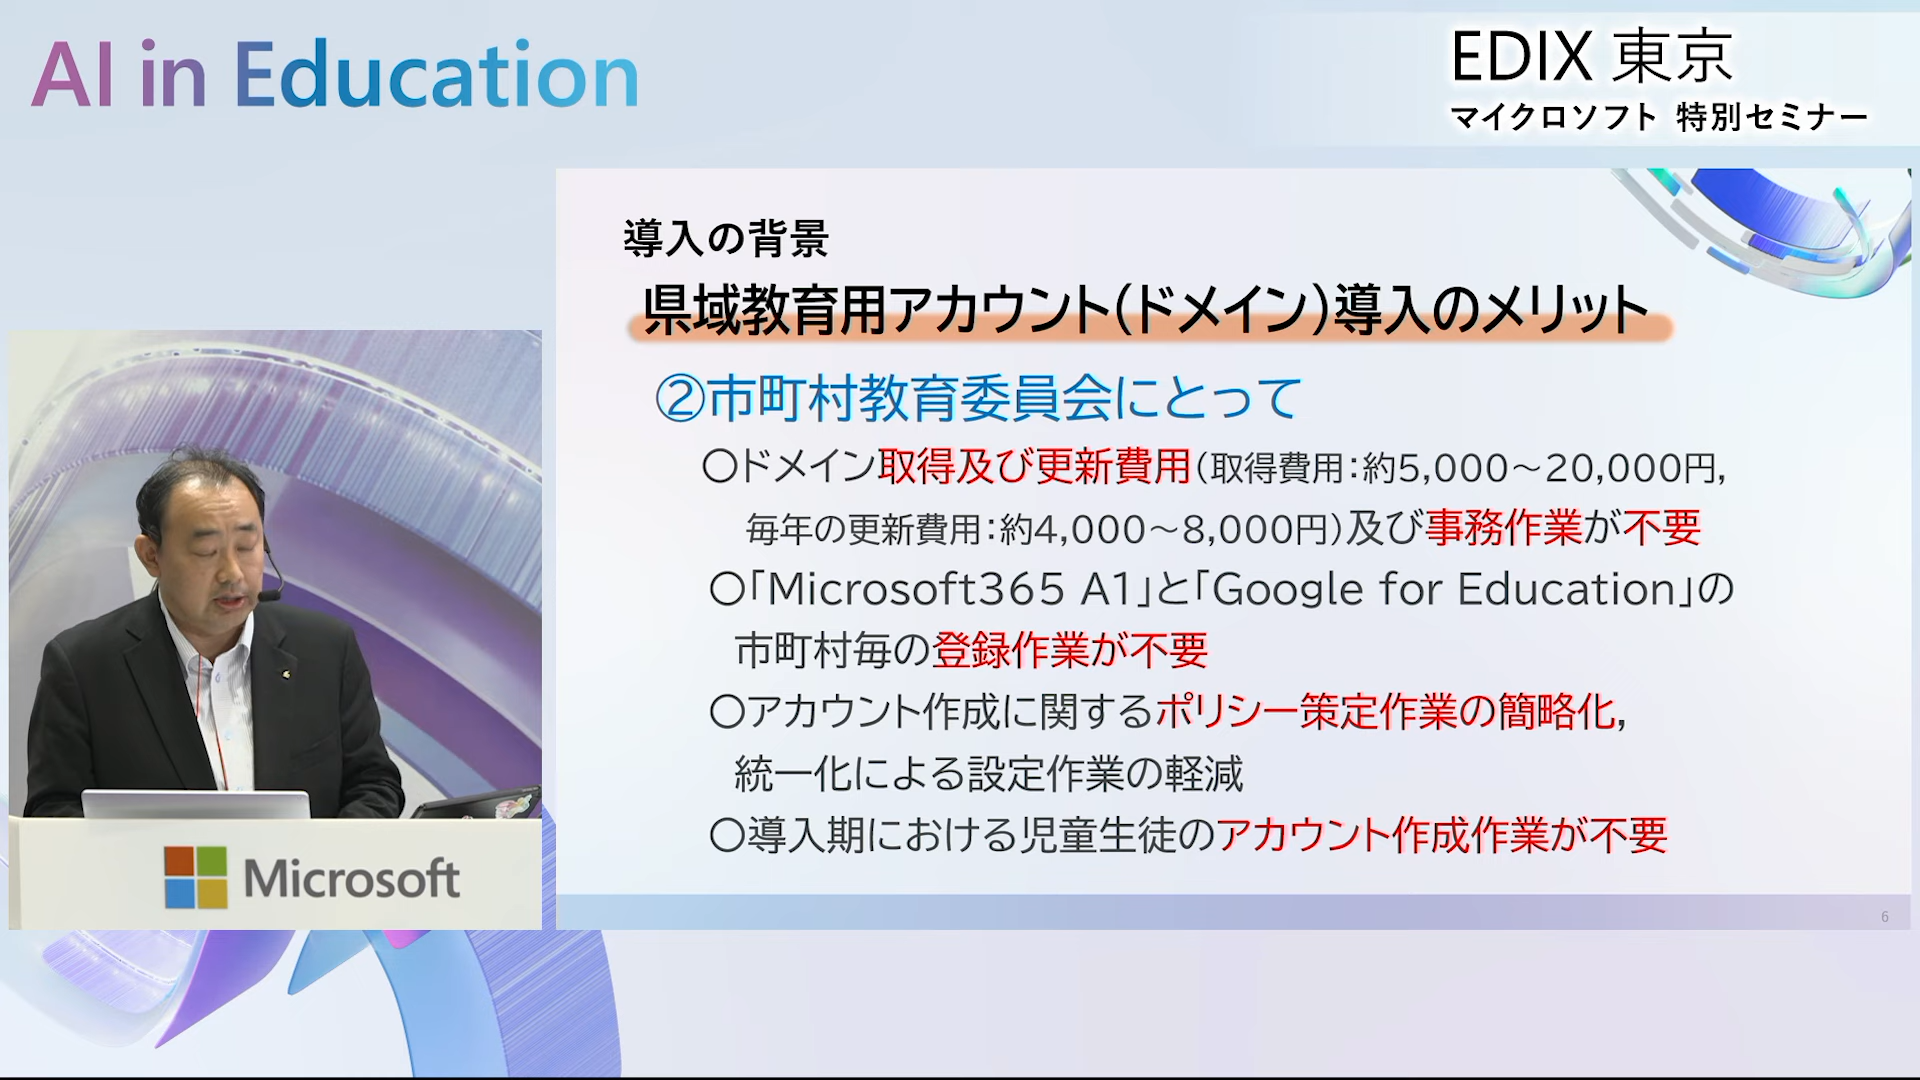 AI in Education
EDIX 東京
マイクロソフト 特別セミナー
導入の背景
県域教育用アカウント(ドメイン)導入のメリット
②市町村教育委員会にとって
〇ドメイン取得及び更新費用(取得費用：約5,000～20,000円,
毎年の更新費用：約4,000～8,000円)及び事務作業が不要
〇「Microsoft365 A1」と「Google for Education」の
市町村毎の登録作業が不要
〇アカウント作成に関するポリシー策定作業の簡略化,
統一化による設定作業の軽減
〇導入期における児童生徒のアカウント作成作業が不要
6
Microsoft